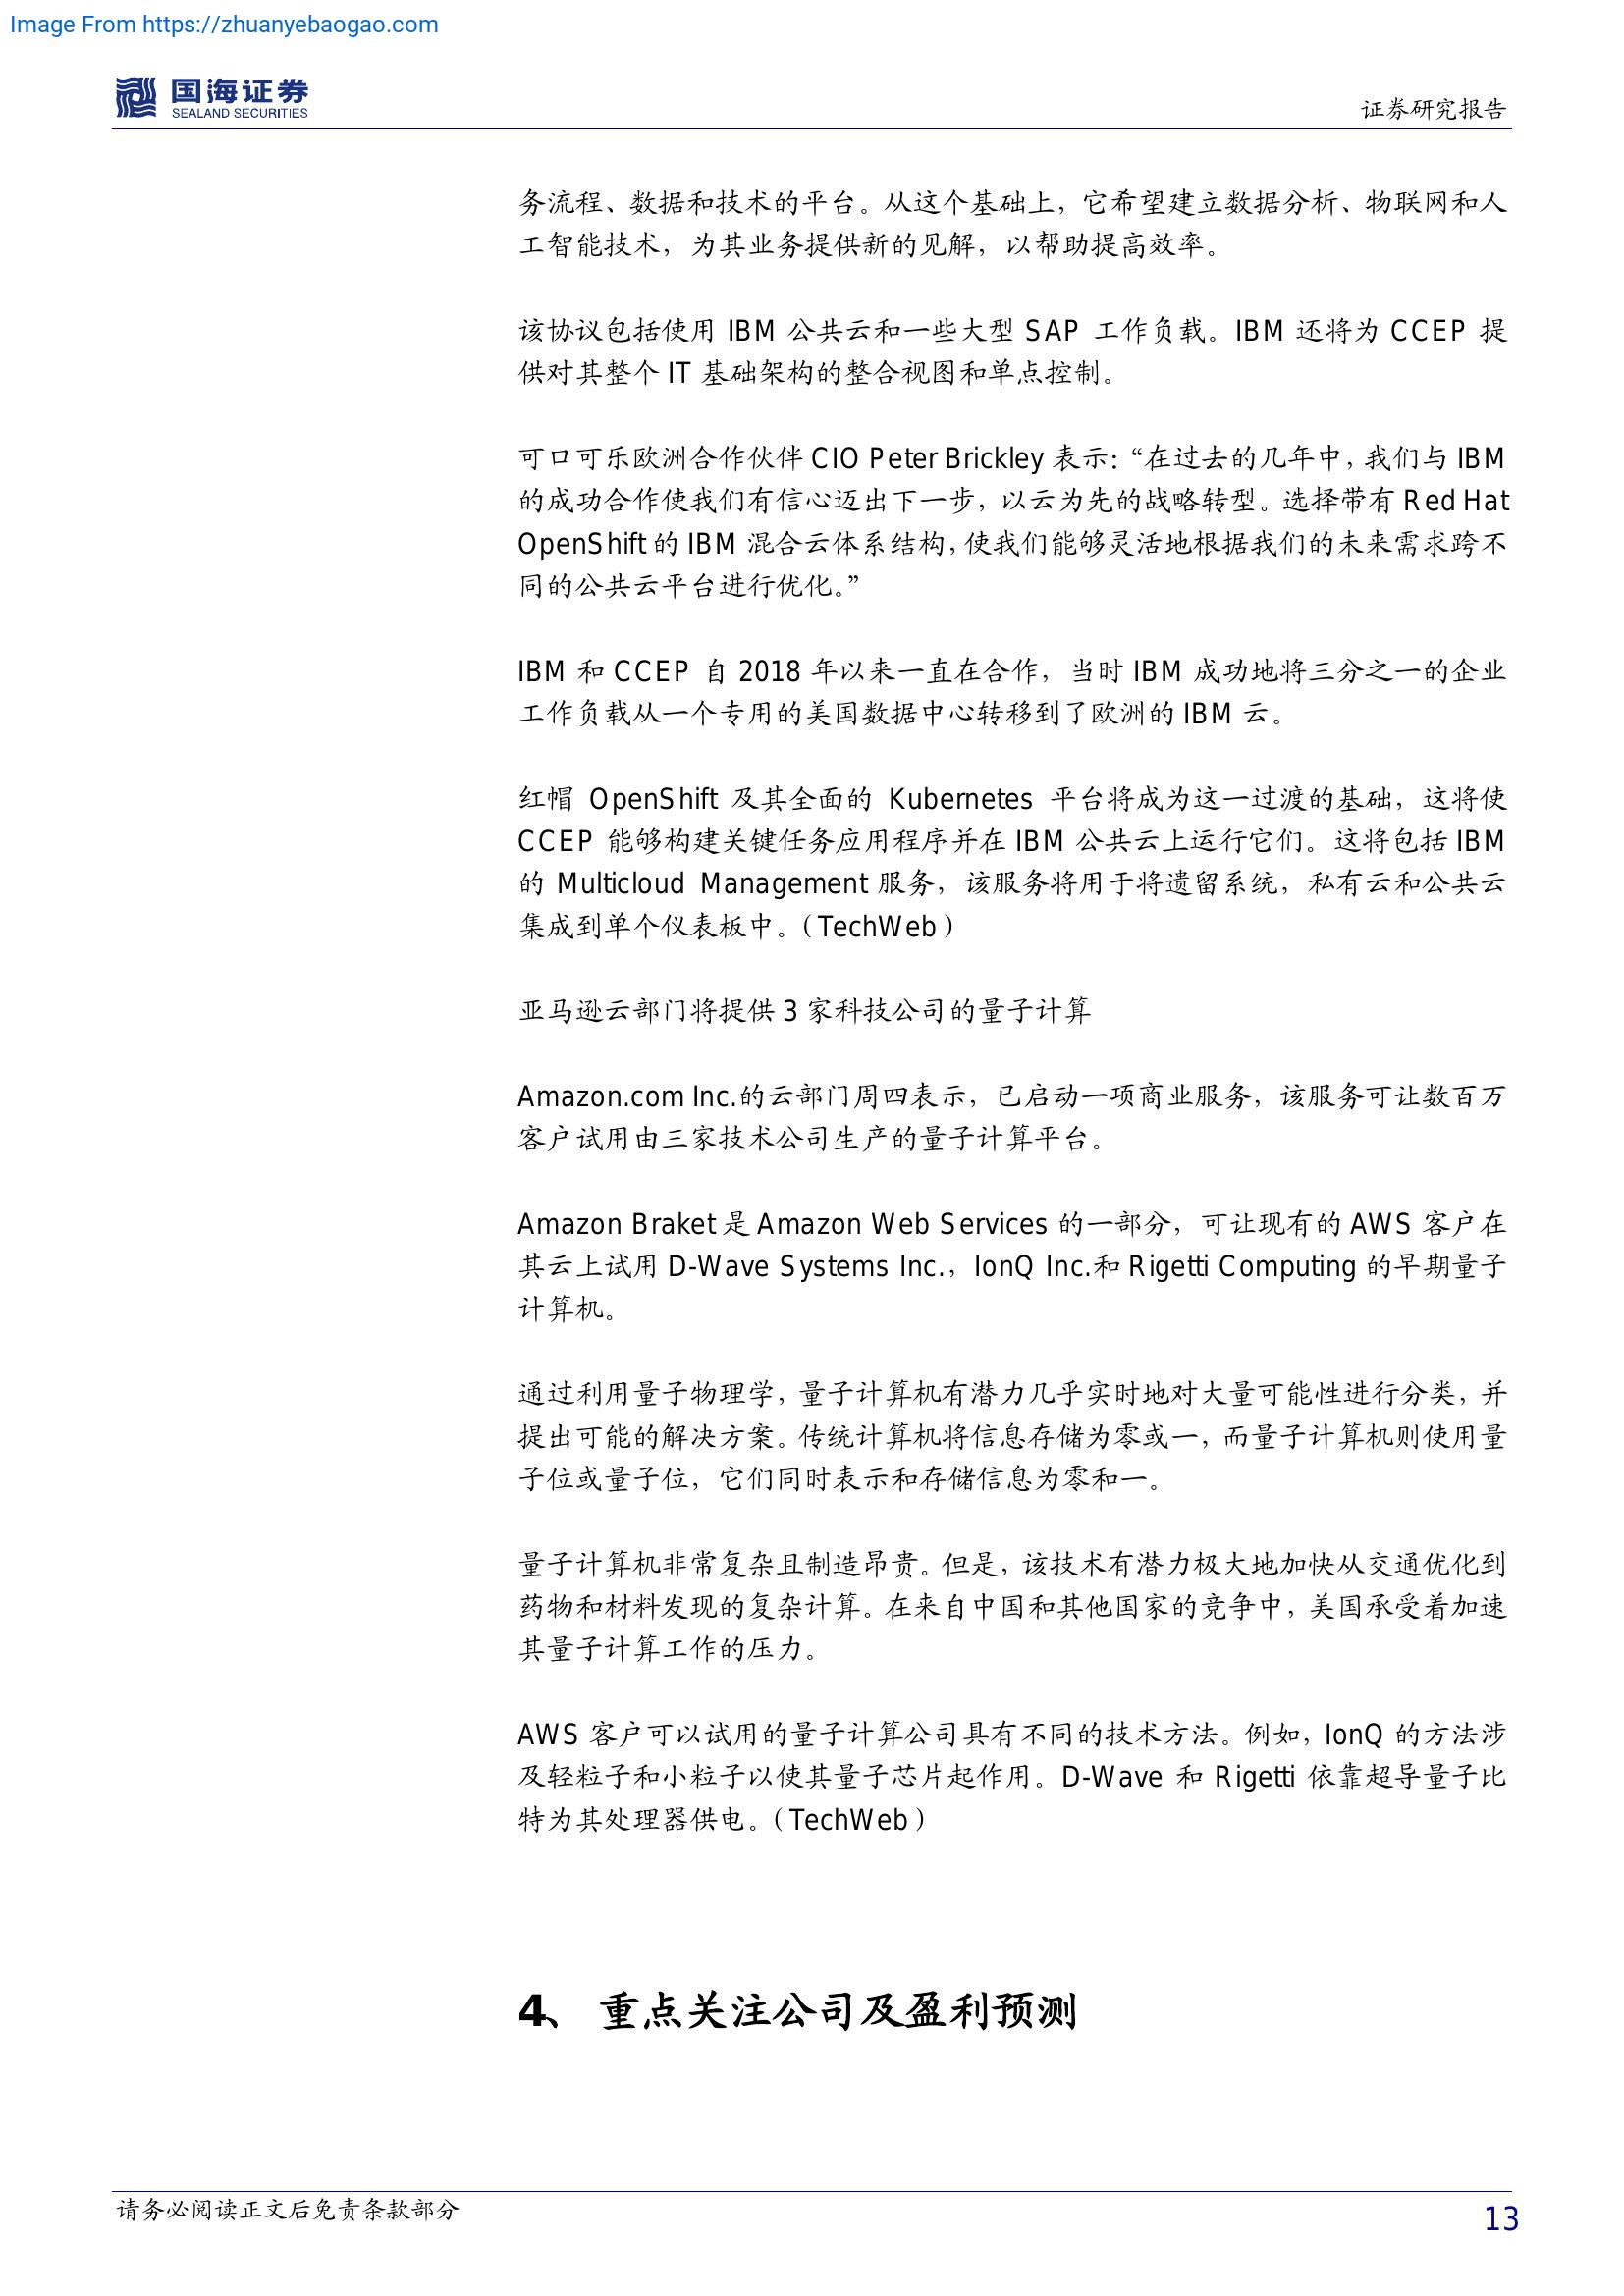 Image From https://zhuanyebaogao.com
国海证券
SEALAND SECURITIES
证券研究报告
务流程、数据和技术的平台。从这个基础上，它希望建立数据分析、物联网和人
工智能技术，为其业务提供新的见解，以帮助提高效率。
该协议包括使用 IBM 公共云和一些大型 SAP 工作负载。IBM 还将为 CCEP 提
供对其整个 IT 基础架构的整合视图和单点控制。
可口可乐欧洲合作伙伴 CIO Peter Brickley 表示：“在过去的几年中，我们与 IBM
的成功合作使我们有信心迈出下一步，以云为先的战略转型。选择带有 Red Hat
OpenShift 的 IBM 混合云体系结构，使我们能够灵活地根据我们的未来需求跨不
同的公共云平台进行优化。”
IBM 和 CCEP 自 2018 年以来一直在合作，当时 IBM 成功地将三分之一的企业
工作负载从一个专用的美国数据中心转移到了欧洲的 IBM 云。
红帽 OpenShift 及其全面的 Kubernetes 平台将成为这一过渡的基础，这将使
CCEP 能够构建关键任务应用程序并在 IBM 公共云上运行它们。这将包括 IBM
的 Multicloud Management 服务，该服务将用于将遗留系统，私有云和公共云
集成到单个仪表板中。（TechWeb）
亚马逊云部门将提供 3 家科技公司的量子计算
Amazon.com Inc.的云部门周四表示，已启动一项商业服务，该服务可让数百万
客户试用由三家技术公司生产的量子计算平台。
Amazon Braket 是 Amazon Web Services 的一部分，可让现有的 AWS 客户在
其云上试用 D-Wave Systems Inc.，IonQ Inc.和 Rigetti Computing 的早期量子
计算机。
通过利用量子物理学，量子计算机有潜力几乎实时地对大量可能性进行分类，并
提出可能的解决方案。传统计算机将信息存储为零或一，而量子计算机则使用量
子位或量子位，它们同时表示和存储信息为零和一。
量子计算机非常复杂且制造昂贵。但是，该技术有潜力极大地加快从交通优化到
药物和材料发现的复杂计算。在来自中国和其他国家的竞争中，美国承受着加速
其量子计算工作的压力。
AWS 客户可以试用的量子计算公司具有不同的技术方法。例如，IonQ 的方法涉
及轻粒子和小粒子以使其量子芯片起作用。D-Wave 和 Rigetti 依靠超导量子比
特为其处理器供电。（TechWeb）
4、 重点关注公司及盈利预测
请务必阅读正文后免责条款部分
13